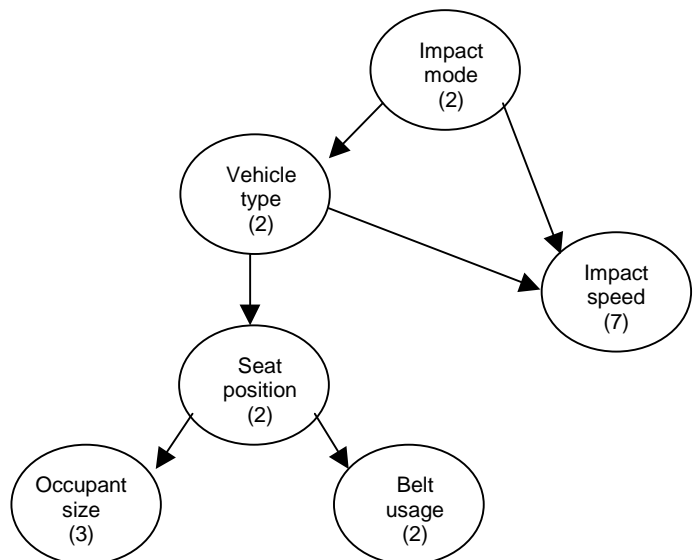 Impact
mode
(2)
Vehicle
type
(2)
Impact
speed
(7)
Seat
position
(2)
Occupant
size
(3)
Belt
usage
(2)